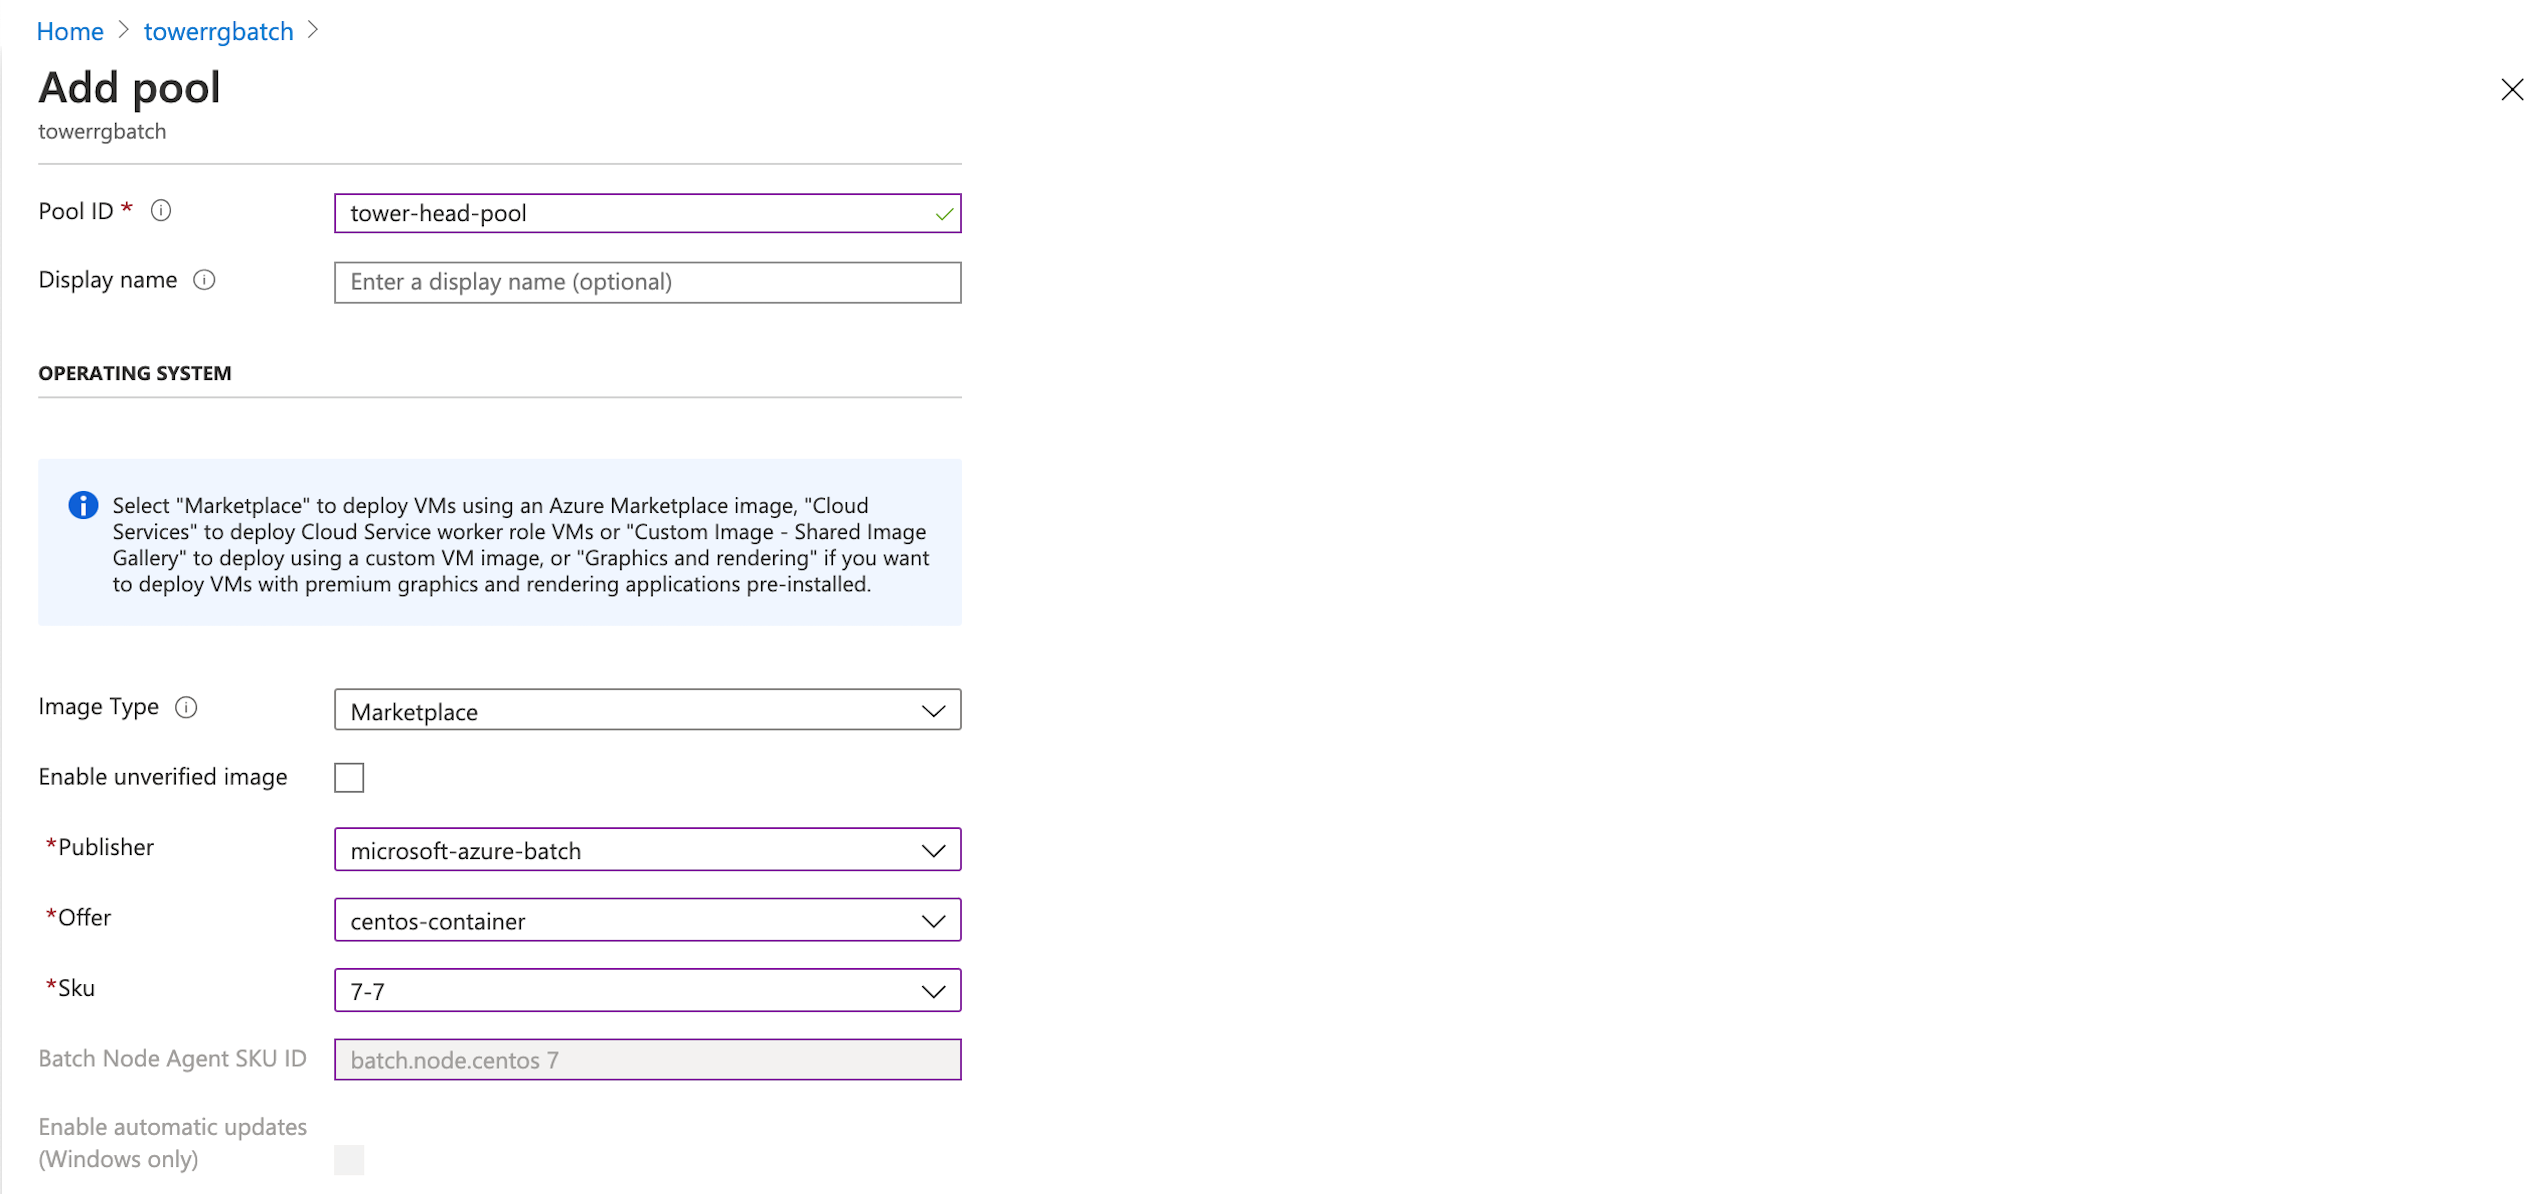 Home > towerrgbatch >
Add pool
towerrgbatch
Pool ID *
tower-head-pool
Display name
Enter a display name (optional)
OPERATING SYSTEM
Select "Marketplace" to deploy VMs using an Azure Marketplace image, "Cloud
Services" to deploy Cloud Service worker role VMs or "Custom Image - Shared Image
Gallery" to deploy using a custom VM image, or "Graphics and rendering" if you want
to deploy VMs with premium graphics and rendering applications pre-installed.
Image Type
Marketplace
Enable unverified image
*Publisher
microsoft-azure-batch
*Offer
centos-container
*Sku
7-7
Batch Node Agent SKU ID
batch.node.centos 7
Enable automatic updates
(Windows only)